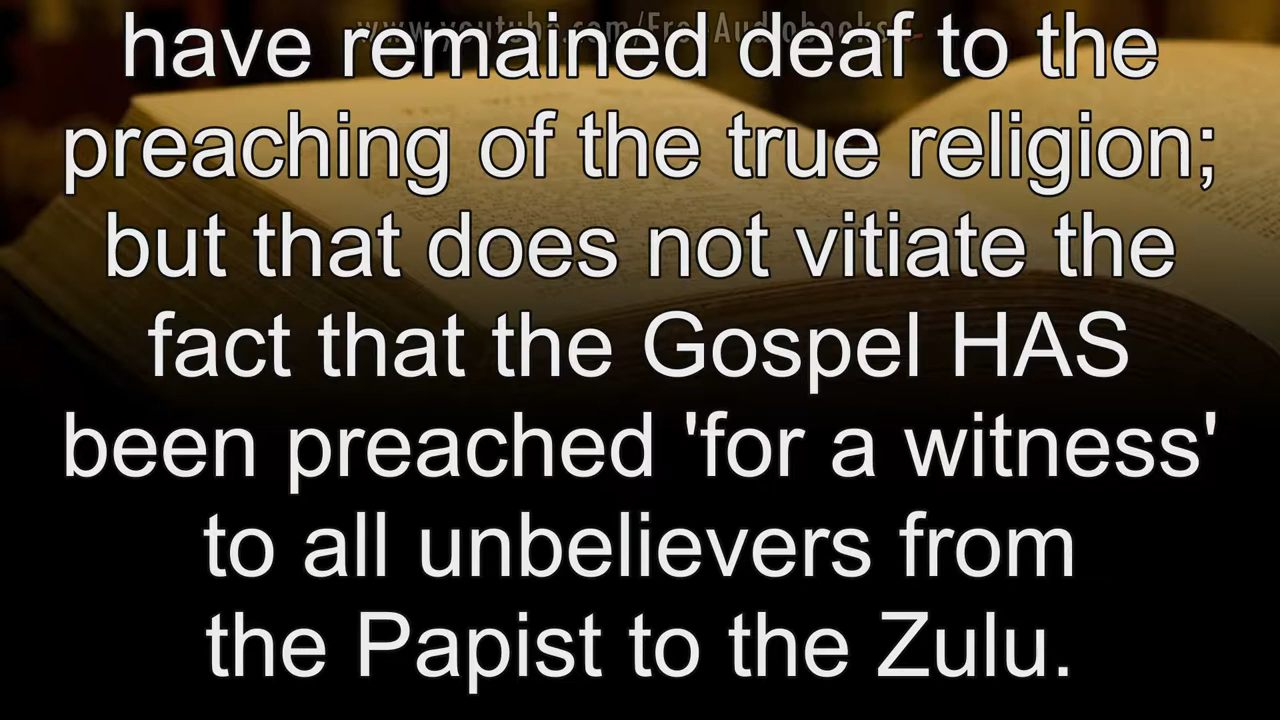 www.youtube.com/FreeAudiobooks
have remained deaf to the
preaching of the true religion;
but that does not vitiate the
fact that the Gospel HAS
been preached 'for a witness'
to all unbelievers from
the Papist to the Zulu.